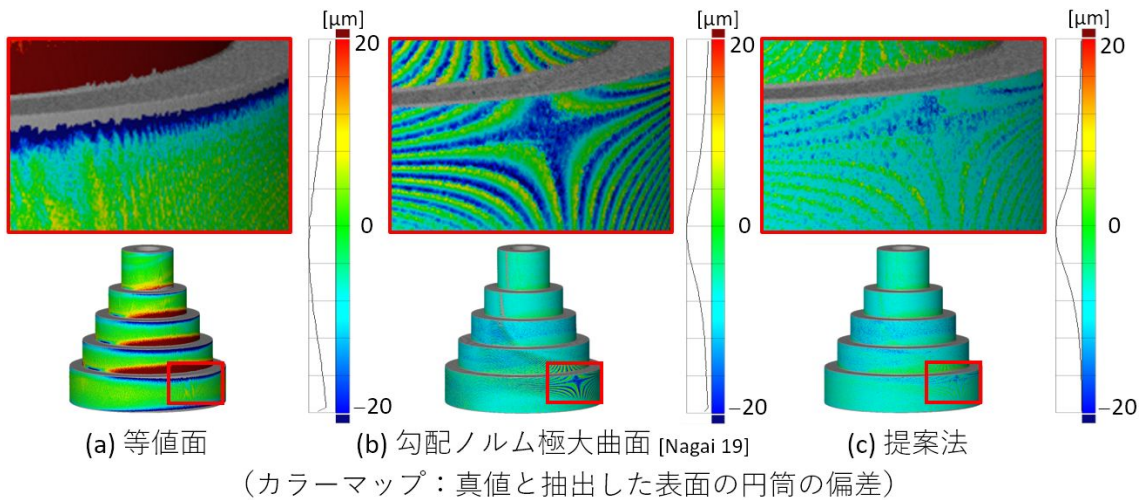 [µm]
20
0
−20
[µm]
20
0
−20
[µm]
20
0
−20
(a) 等値面
(b) 勾配ノルム極大曲面 [Nagai 19]
(c) 提案法
（カラーマップ：真値と抽出した表面の円筒の偏差）